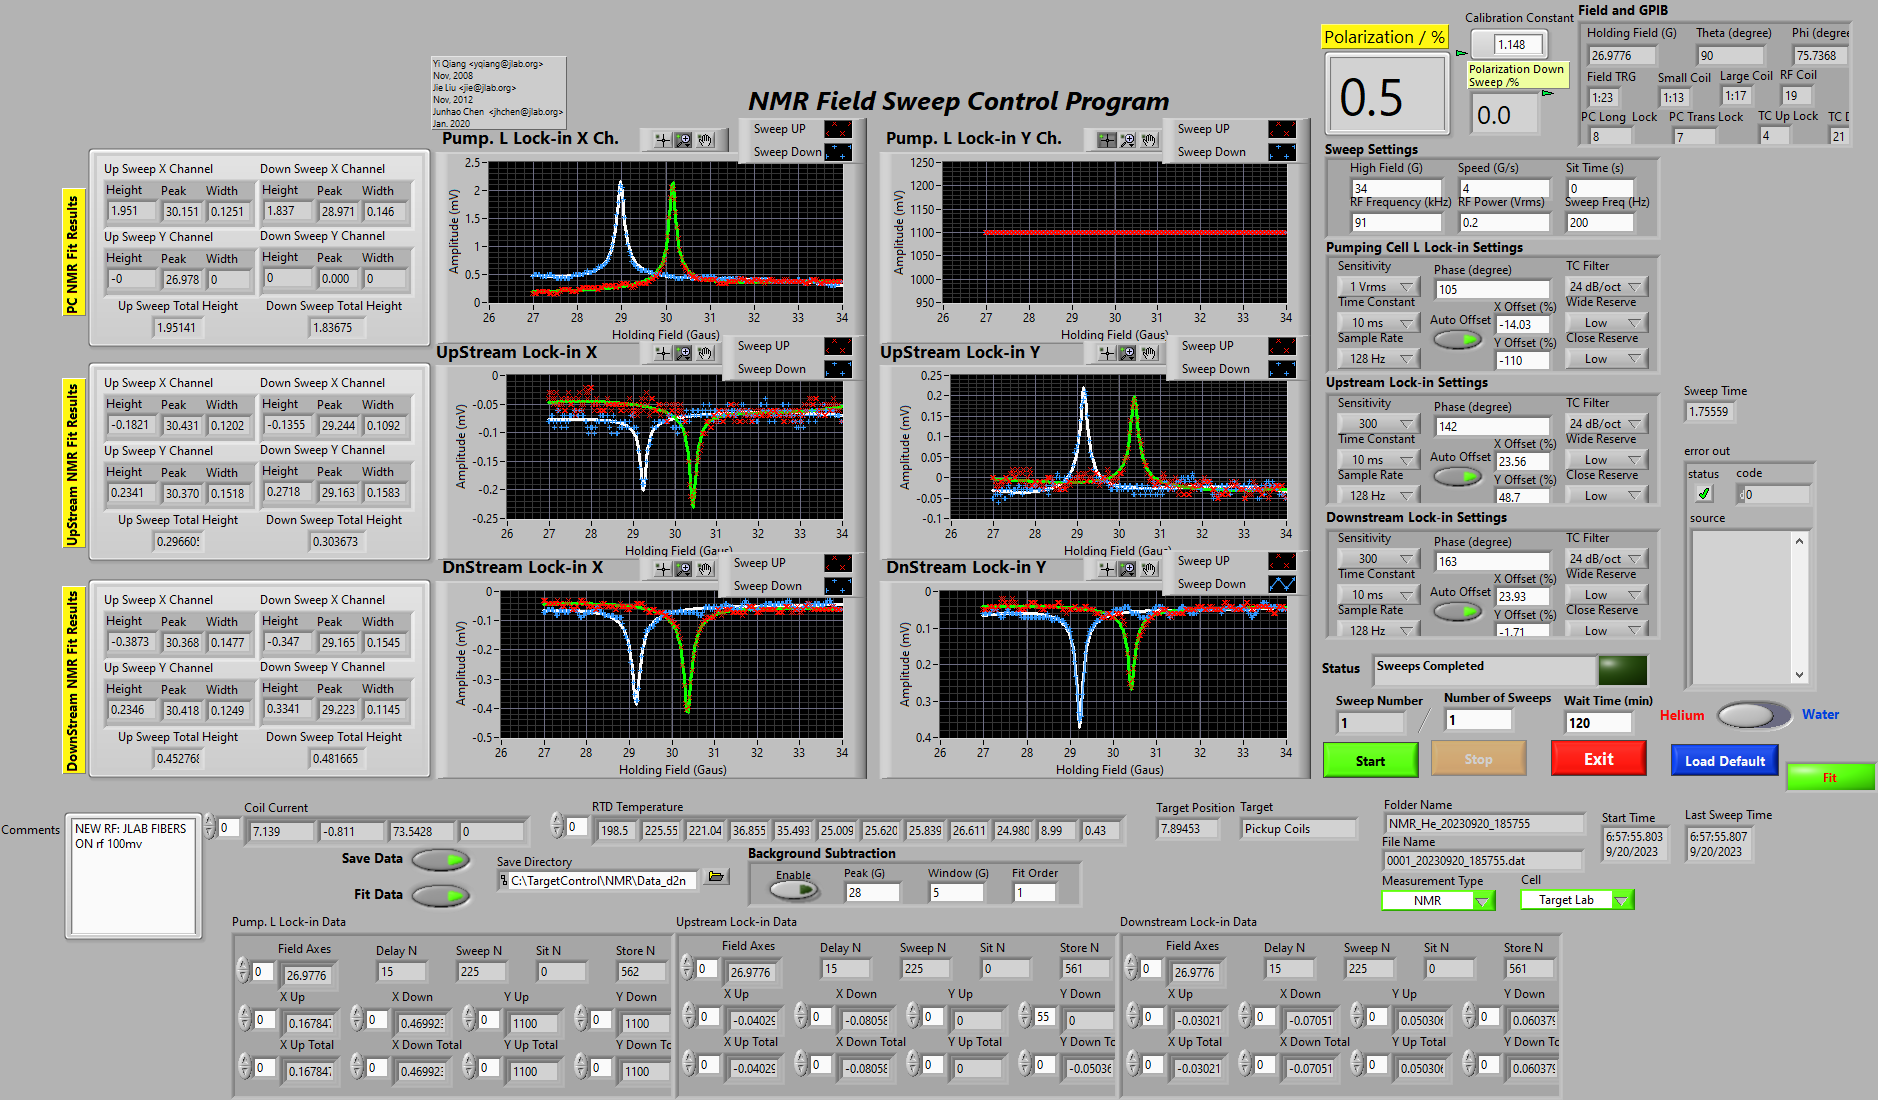 Yi Qiang <yqiang@jlab.org>
Nov, 2008
Jie Liu <jie@jlab.org>
Nov, 2012
Junhao Chen <jhchen@jlab.org>
Jan. 2020
NMR Field Sweep Control Program
Polarization / %
0.5
Calibration Constant
1.148
Polarization Down
Sweep /%
0.0
Field and GPIB
Holding Field (G) Theta (degree) Phi (degree
26.9776 90 75.7368
Field TRG Small Coil Large Coil RF Coil
1:23 1:13 1:17 19
PC Long Lock PC Trans Lock TC Up Lock TC D
8 7 4 21
PC NMR Fit Results
Up Sweep X Channel Down Sweep X Channel
Height Peak Width Height Peak Width
1.951 30.151 0.1251 1.837 28.971 0.146
Up Sweep Y Channel Down Sweep Y Channel
Height Peak Width Height Peak Width
-0 26.978 0 0 0.000 0
Up Sweep Total Height Down Sweep Total Height
1.95141 1.83675
UpStream NMR Fit Results
Up Sweep X Channel Down Sweep X Channel
Height Peak Width Height Peak Width
-0.1821 30.431 0.1202 -0.1355 29.244 0.1092
Up Sweep Y Channel Down Sweep Y Channel
Height Peak Width Height Peak Width
0.2341 30.370 0.1518 0.2718 29.163 0.1583
Up Sweep Total Height Down Sweep Total Height
0.29660 0.303673
DownStream NMR Fit Results
Up Sweep X Channel Down Sweep X Channel
Height Peak Width Height Peak Width
-0.3873 30.368 0.1477 -0.347 29.165 0.1545
Up Sweep Y Channel Down Sweep Y Channel
Height Peak Width Height Peak Width
0.2346 30.418 0.1249 0.3341 29.223 0.1145
Up Sweep Total Height Down Sweep Total Height
0.45276 0.481665
Pump. L Lock-in X Ch.
Sweep UP
Sweep Down
Amplitude (mV)
2.5
2
1.5
1
0.5
0
26 27 28 29 30 31 32 33 34
Holding Field (Gaus)
Pump. L Lock-in Y Ch.
Sweep UP
Sweep Down
Amplitude (mV)
1250
1200
1150
1100
1050
1000
950
26 27 28 29 30 31 32 33 34
Holding Field (Gaus)
UpStream Lock-in X
Sweep UP
Sweep Down
Amplitude (mV)
0
-0.05
-0.1
-0.15
-0.2
-0.25
26 27 28 29 30 31 32 33 34
Holding Field (Gaus)
UpStream Lock-in Y
Sweep UP
Sweep Down
Amplitude (mV)
0.25
0.2
0.15
0.1
0.05
0
-0.05
-0.1
26 27 28 29 30 31 32 33 34
Holding Field (Gaus)
DnStream Lock-in X
Sweep UP
Sweep Down
Amplitude (mV)
0
-0.1
-0.2
-0.3
-0.4
-0.5
26 27 28 29 30 31 32 33 34
Holding Field (Gaus)
DnStream Lock-in Y
Sweep UP
Sweep Down
Amplitude (mV)
0
0.1
0.2
0.3
0.4
26 27 28 29 30 31 32 33 34
Holding Field (Gaus)
Sweep Settings
High Field (G) Speed (G/s) Sit Time (s)
34 4 0
RF Frequency (kHz) RF Power (Vrms) Sweep Freq (Hz)
91 0.2 200
Pumping Cell L Lock-in Settings
Sensitivity Phase (degree) TC Filter
1 Vrms 105 24 dB/oct
Time Constant X Offset (%) Wide Reserve
10 ms Auto Offset -14.03 Low
Sample Rate Y Offset (%) Close Reserve
128 Hz -110 Low
Upstream Lock-in Settings
Sensitivity Phase (degree) TC Filter
300 142 24 dB/oct
Time Constant X Offset (%) Wide Reserve
10 ms Auto Offset 23.56 Low
Sample Rate Y Offset (%) Close Reserve
128 Hz 48.7 Low
Downstream Lock-in Settings
Sensitivity Phase (degree) TC Filter
300 163 24 dB/oct
Time Constant X Offset (%) Wide Reserve
10 ms Auto Offset 23.93 Low
Sample Rate Y Offset (%) Close Reserve
128 Hz -1.71 Low
Sweep Time
1.75559
error out
status code
0
source
Status Sweeps Completed
Sweep Number Number of Sweeps Wait Time (min)
1 / 1 120
Helium Water
Start Stop Exit Load Default Fit
Comments
NEW RF: JLAB FIBERS
ON rf 100mv
Coil Current
0 7.139 -0.811 73.5428 0
RTD Temperature
0 198.5 225.55 221.04 36.855 35.493 25.009 25.620 25.839 26.611 24.980 8.99 0.43
Target Position Target
7.89453 Pickup Coils
Folder Name
NMR_He_20230920_185755
File Name
0001_20230920_185755.dat
Start Time
6:57:55.803
9/20/2023
Last Sweep Time
6:57:55.807
9/20/2023
Measurement Type Cell
NMR Target Lab
Save Data
Fit Data
Save Directory
C:\TargetControl\NMR\Data_d2n
Background Subtraction
Enable Peak (G) Window (G) Fit Order
28 5 1
Pump. L Lock-in Data
Field Axes Delay N Sweep N Sit N Store N
0 26.9776 15 225 0 562
X Up X Down Y Up Y Down
0 0.16784 0 0.46992 0 1100 0 1100
X Up Total X Down Total Y Up Total Y Down To
0 0.16784 0 0.46992 0 1100 0 1100
Upstream Lock-in Data
Field Axes Delay N Sweep N Sit N Store N
0 26.9776 15 225 0 561
X Up X Down Y Up Y Down
0 -0.04029 0 -0.08058 0 0 55 0
X Up Total X Down Total Y Up Total Y Down To
0 -0.04029 0 -0.08058 0 0 0 -0.05036
Downstream Lock-in Data
Field Axes Delay N Sweep N Sit N Store N
0 26.9776 15 225 0 561
X Up X Down Y Up Y Down
0 -0.03021 0 -0.07051 0 0.050306 0 0.060379
X Up Total X Down Total Y Up Total Y Down To
0 -0.03021 0 -0.07051 0 0.050306 0 0.060379